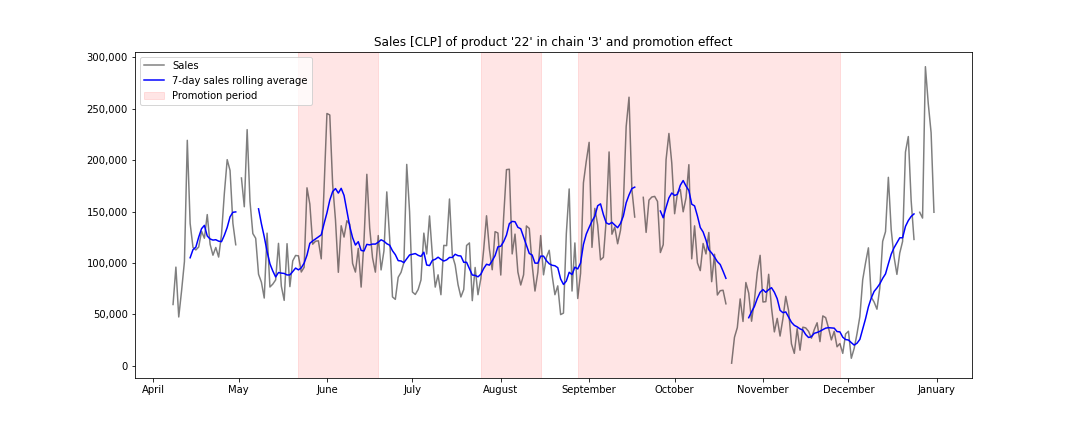 Sales [CLP] of product '22' in chain '3' and promotion effect
300,000
250,000
200,000
150,000
100,000
50,000
0
Sales
7-day sales rolling average
Promotion period
April May June July August September October November December January